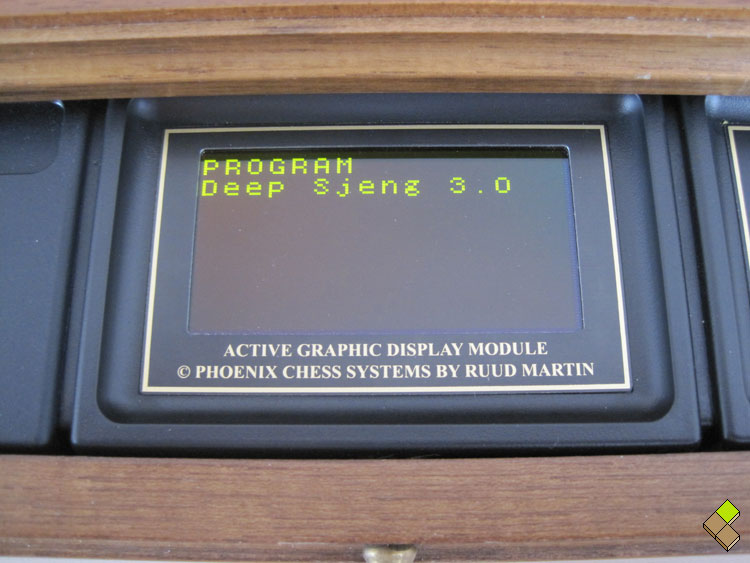 PROGRAM
Deep Sjeng 3.0
ACTIVE GRAPHIC DISPLAY MODULE
© PHOENIX CHESS SYSTEMS BY RUUD MARTIN